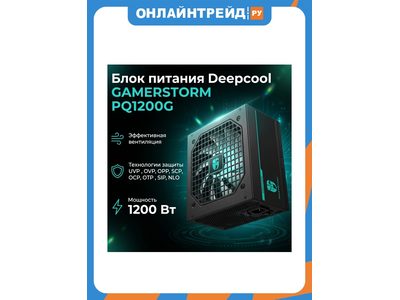 ОНЛАЙНТРЕЙД.РУ
Блок питания Deepcool
GAMERSTORM
PQ1200G
Эффективная
вентиляция
Технологии защиты
UVP , OVP, OPP, SCP,
OCP, OTP , SIP, NLO
Мощность
1200 Вт